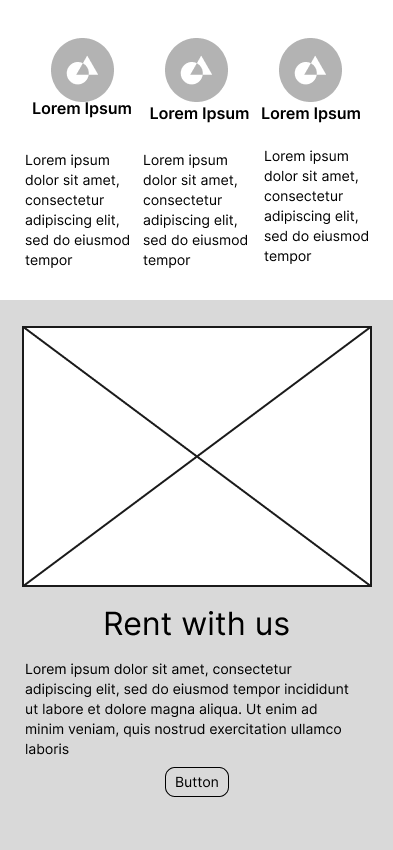 Lorem Ipsum
Lorem ipsum
dolor sit amet,
consectetur
adipiscing elit,
sed do eiusmod
tempor
Lorem Ipsum
Lorem ipsum
dolor sit amet,
consectetur
adipiscing elit,
sed do eiusmod
tempor
Lorem Ipsum
Lorem ipsum
dolor sit amet,
consectetur
adipiscing elit,
sed do eiusmod
tempor
Rent with us
Lorem ipsum dolor sit amet, consectetur
adipiscing elit, sed do eiusmod tempor incididunt
ut labore et dolore magna aliqua. Ut enim ad
minim veniam, quis nostrud exercitation ullamco
laboris
Button